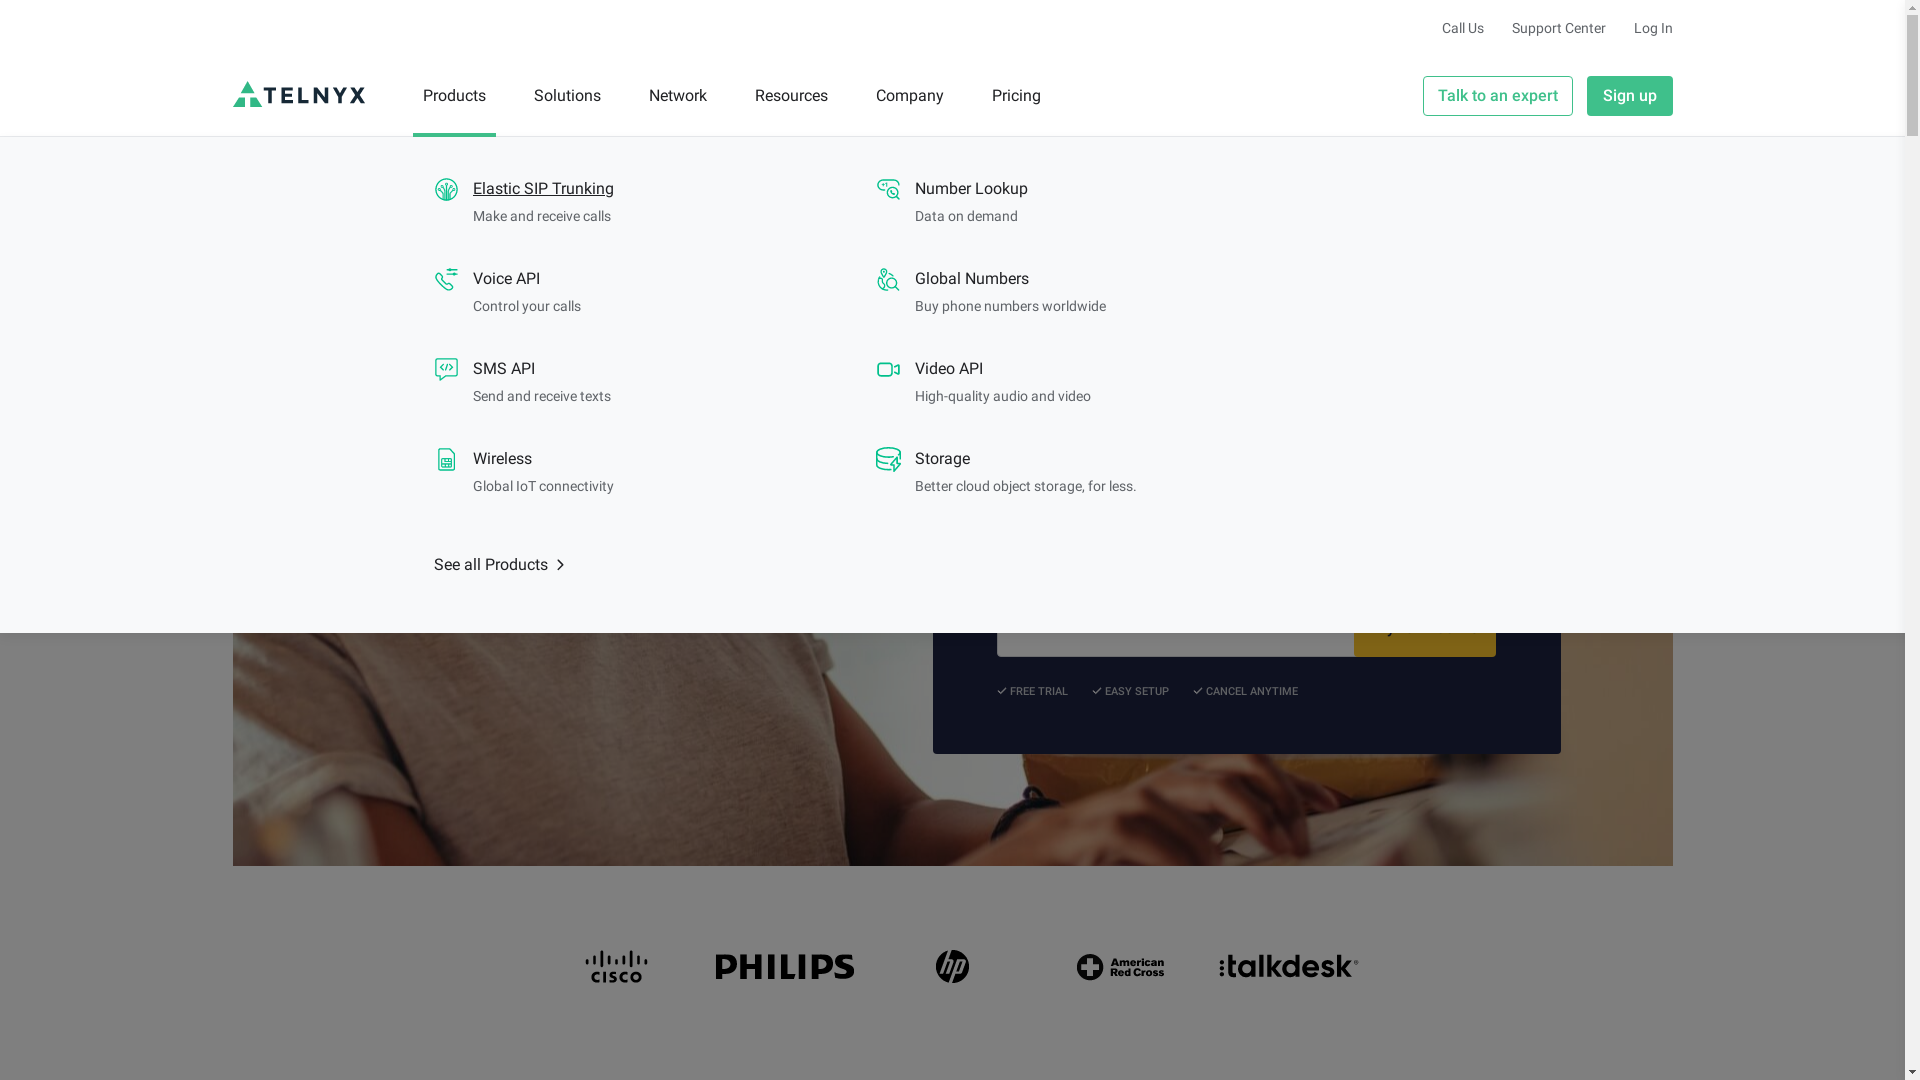 Call Us
Support Center
Log In
TELNYX
Products
Solutions
Network
Resources
Company
Pricing
Talk to an expert
Sign up
Elastic SIP Trunking
Make and receive calls
Number Lookup
Data on demand
Voice API
Control your calls
Global Numbers
Buy phone numbers worldwide
SMS API
Send and receive texts
Video API
High-quality audio and video
Wireless
Global IoT connectivity
Storage
Better cloud object storage, for less.
See all Products
FREE TRIAL
EASY SETUP
CANCEL ANYTIME
CISCO
PHILIPS
hp
American
Red Cross
talkdesk